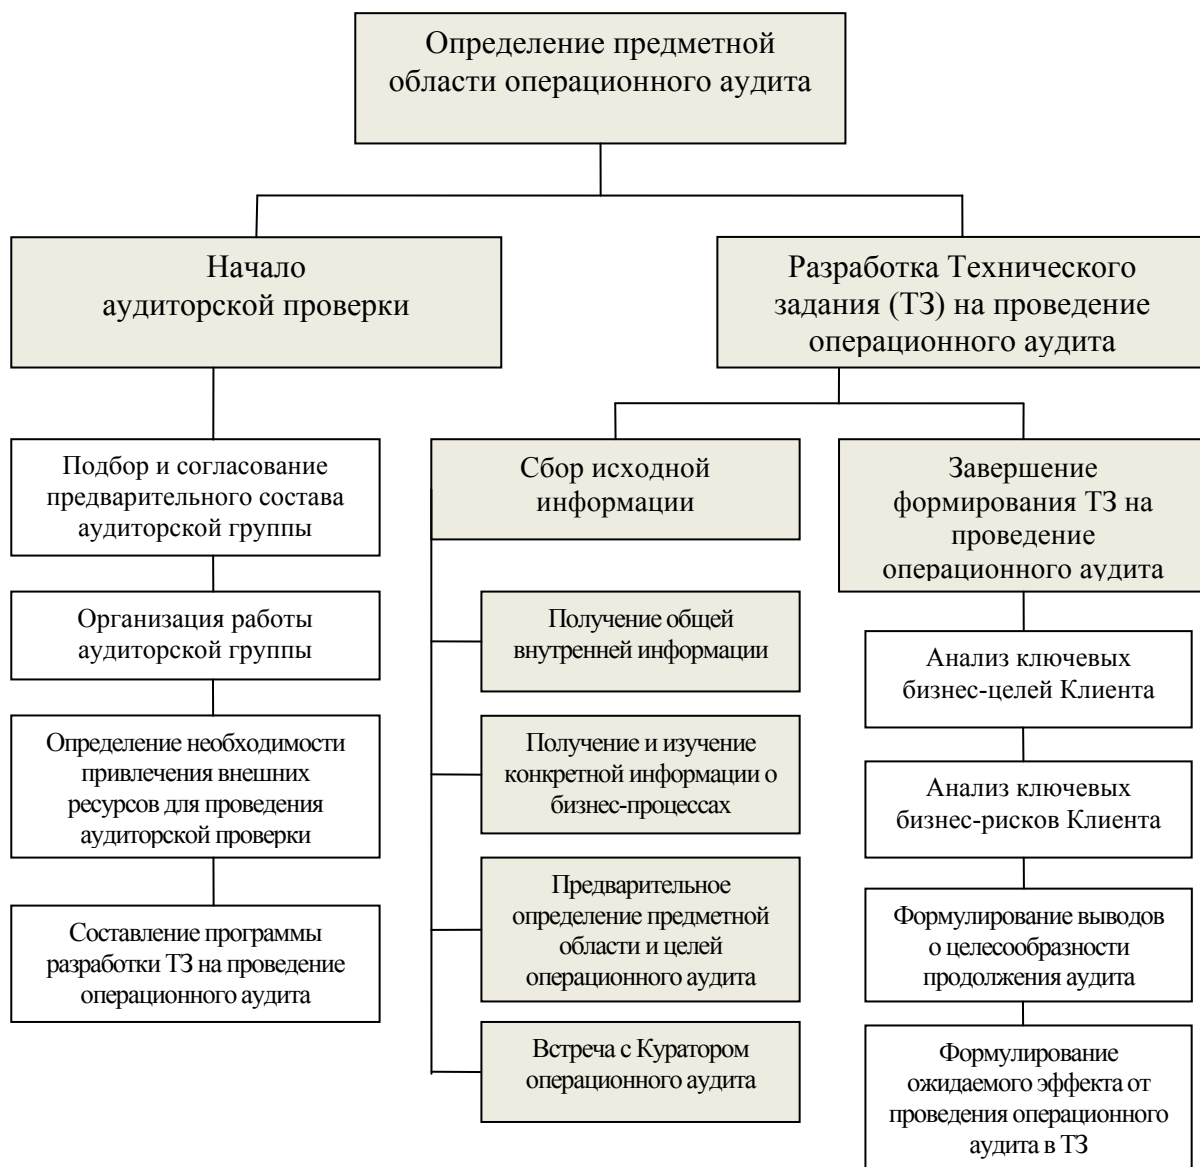 Определение предметной
области операционного аудита
Начало
аудиторской проверки
Разработка Технического
задания (ТЗ) на проведение
операционного аудита
Подбор и согласование
предварительного состава
аудиторской группы
Организация работы
аудиторской группы
Определение необходимости
привлечения внешних
ресурсов для проведения
аудиторской проверки
Составление программы
разработки ТЗ на проведение
операционного аудита
Сбор исходной
информации
Получение общей
внутренней информации
Получение и изучение
конкретной информации о
бизнес-процессах
Предварительное
определение предметной
области и целей
операционного аудита
Встреча с Куратором
операционного аудита
Завершение
формирования ТЗ на
проведение
операционного аудита
Анализ ключевых
бизнес-целей Клиента
Анализ ключевых
бизнес-рисков Клиента
Формулирование выводов
о целесообразности
продолжения аудита
Формулирование
ожидаемого эффекта от
проведения операционного
аудита в ТЗ